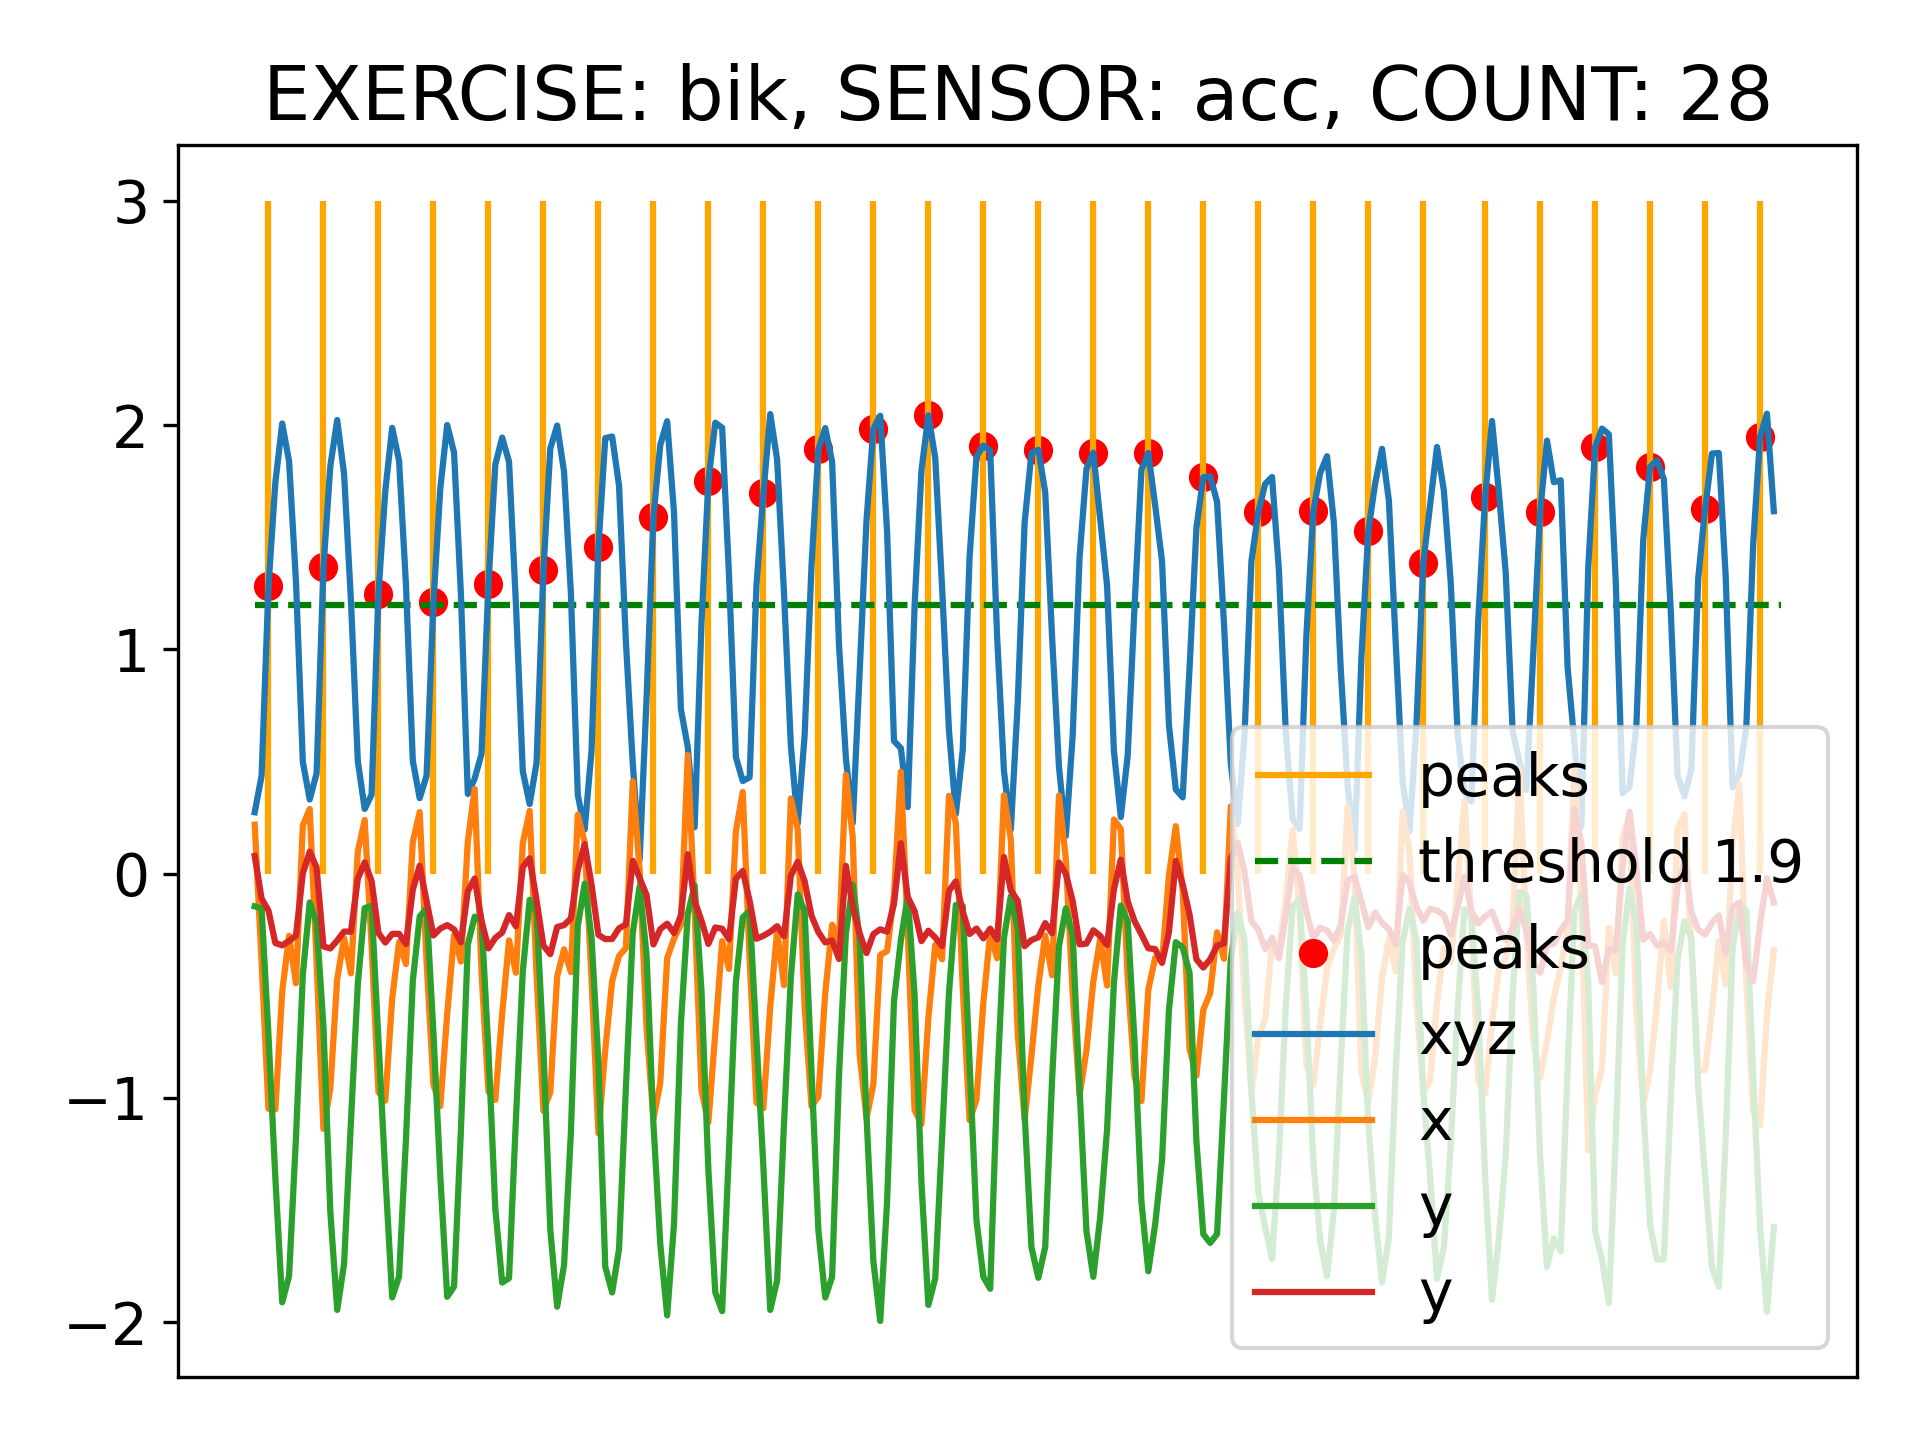 EXERCISE: bik, SENSOR: acc, COUNT: 28
3
2
1
0
−1
−2
peaks
threshold 1.9
peaks
xyz
x
y
y